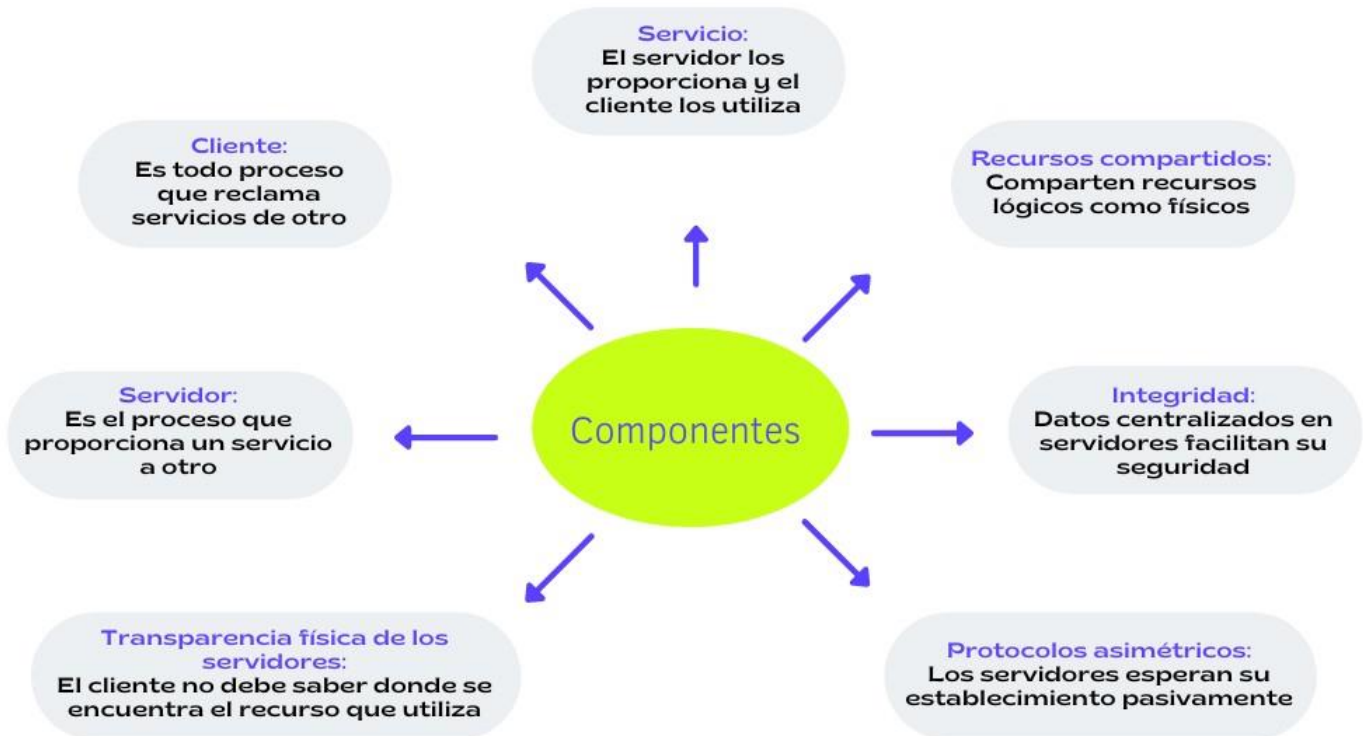 Servicio:
El servidor los
proporciona y el
cliente los utiliza
Cliente:
Es todo proceso
que reclama
servicios de otro
Recursos compartidos:
Comparten recursos
lógicos como físicos
Servidor:
Es el proceso que
proporciona un servicio
a otro
Componentes
Integridad:
Datos centralizados en
servidores facilitan su
seguridad
Transparencia física de los
servidores:
El cliente no debe saber donde se
encuentra el recurso que utiliza
Protocolos asimétricos:
Los servidores esperan su
establecimiento pasivamente